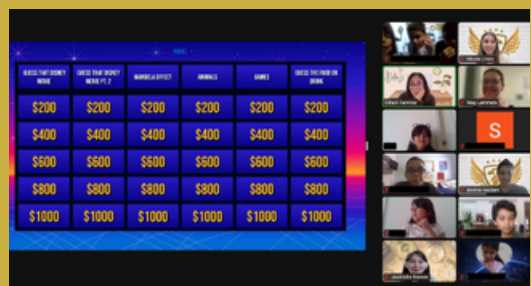 GUESS THAT DISNEY MOVIE
GUESS THAT DISNEY MOVIE PT. 2
MANDELA EFFECT
ANIMALS
GAMES
GUESS THE FOOD OR DRINK
$200 $200 $200 $200 $200 $200
$400 $400 $400 $400 $400 $400
$600 $600 $600 $600 $600 $600
$800 $800 $800 $800 $800 $800
$1000 $1000 $1000 $1000 $1000 $1000
S